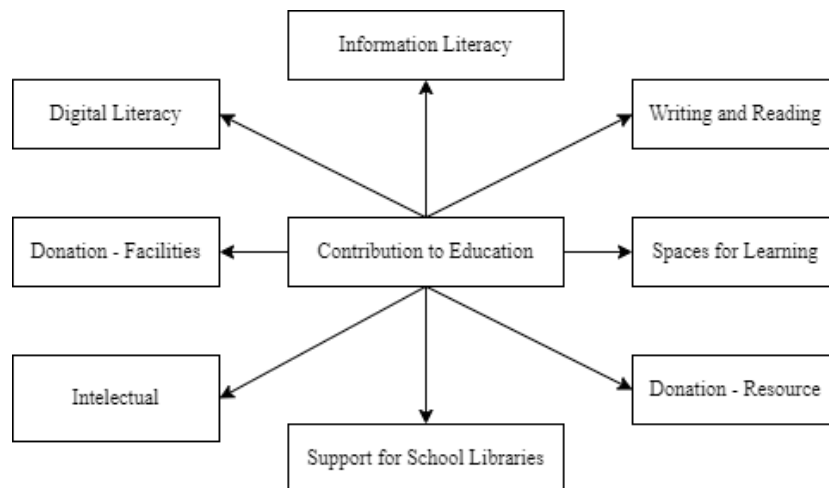 Information Literacy
Digital Literacy
Writing and Reading
Donation - Facilities
Contribution to Education
Spaces for Learning
Intelectual
Donation - Resource
Support for School Libraries